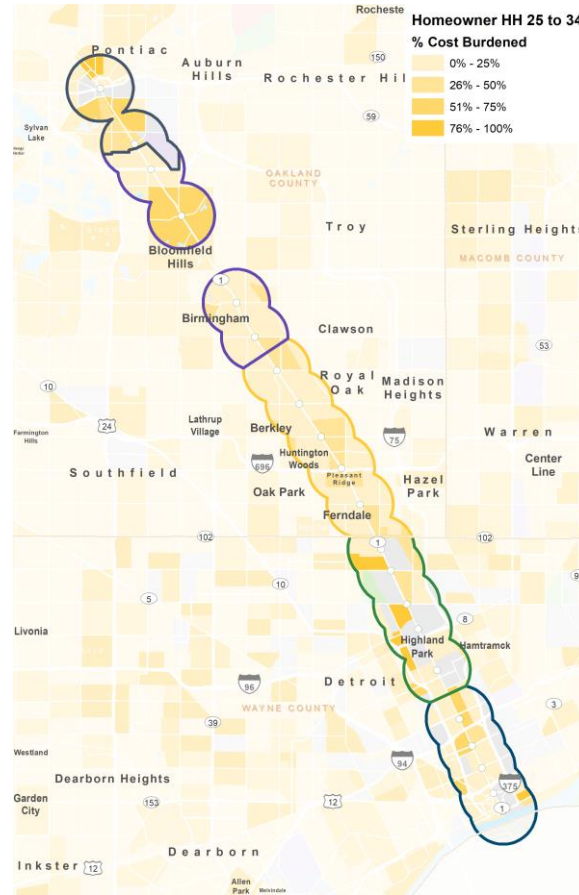 Rocheste
Homeowner HH 25 to 34
% Cost Burdened
0% - 25%
26% - 50%
51% - 75%
76% - 100%
Pontiac
Auburn
Hills
150
Rochester Hil
59
Sylvan
Lake
OAKLAND
COUNTY
Troy
Sterling Heights
MACOMB COUNTY
Bloomfield
Hills
1
Birmingham
Clawson
53
Royal
Oak
Madison
Heights
10
24
Lathrup
Village
Berkley
75
Warren
Farmington
Hills
Huntington
Woods
696
Center
Line
Southfield
Pleasant
Ridge
Oak Park
Hazel
Park
Ferndale
102
1
102
10
5
8
Livonia
Highland
Park
Hamtramck
96
Detroit
WAYNE COUNTY
3
39
Westland
94
375
Dearborn Heights
Garden
City
153
12
1
Dearborn
Inkster
12
Allen
Park
Melvindale